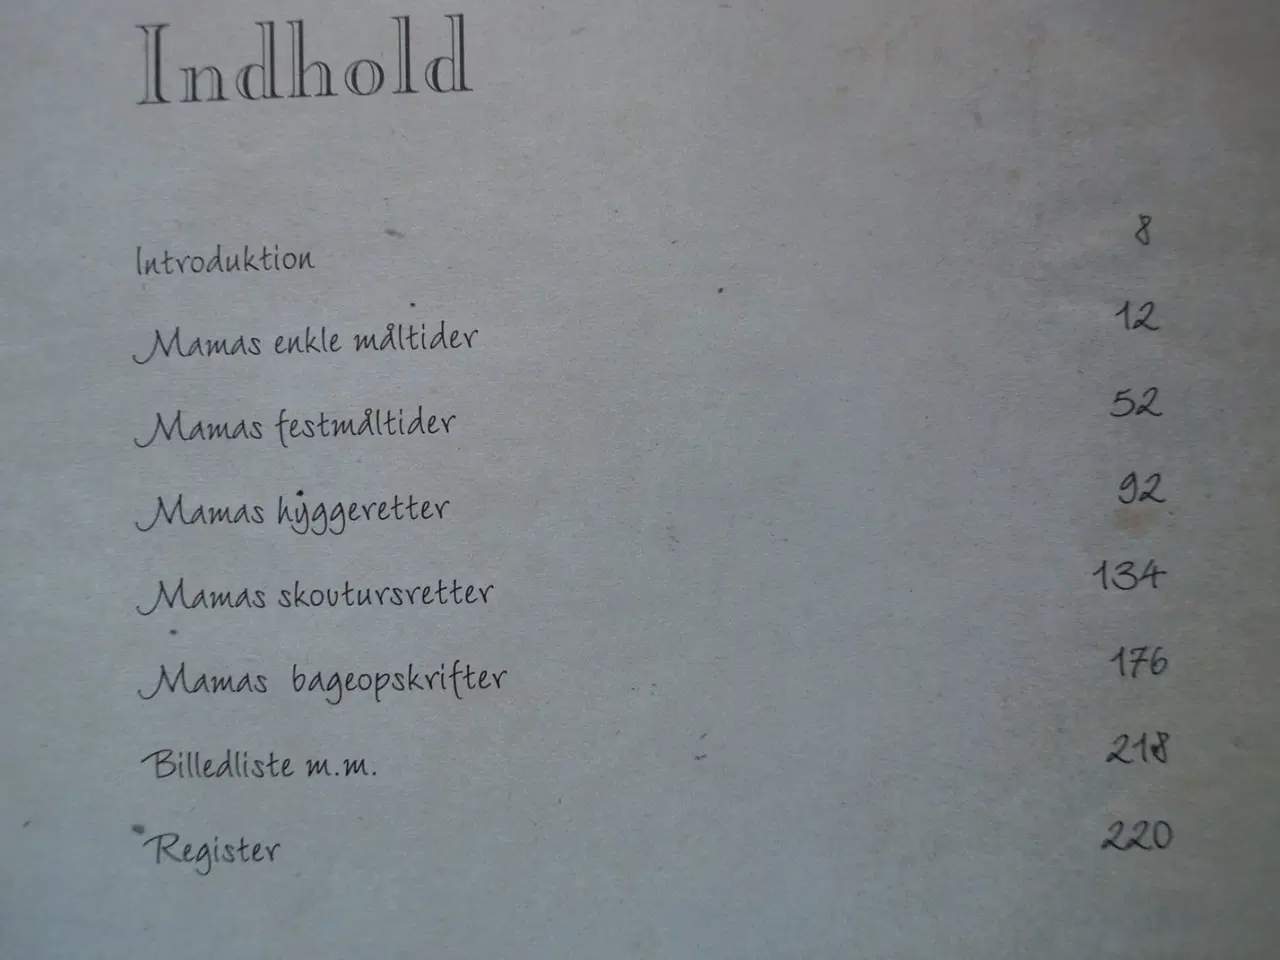 Indhold
Introduktion 8
Mamas enkle måltider 12
Mamas festmåltider 52
Mamas hyggeretter 92
Mamas skovtursretter 134
Mamas bageopskrifter 176
Billedliste m.m. 218
Register 220